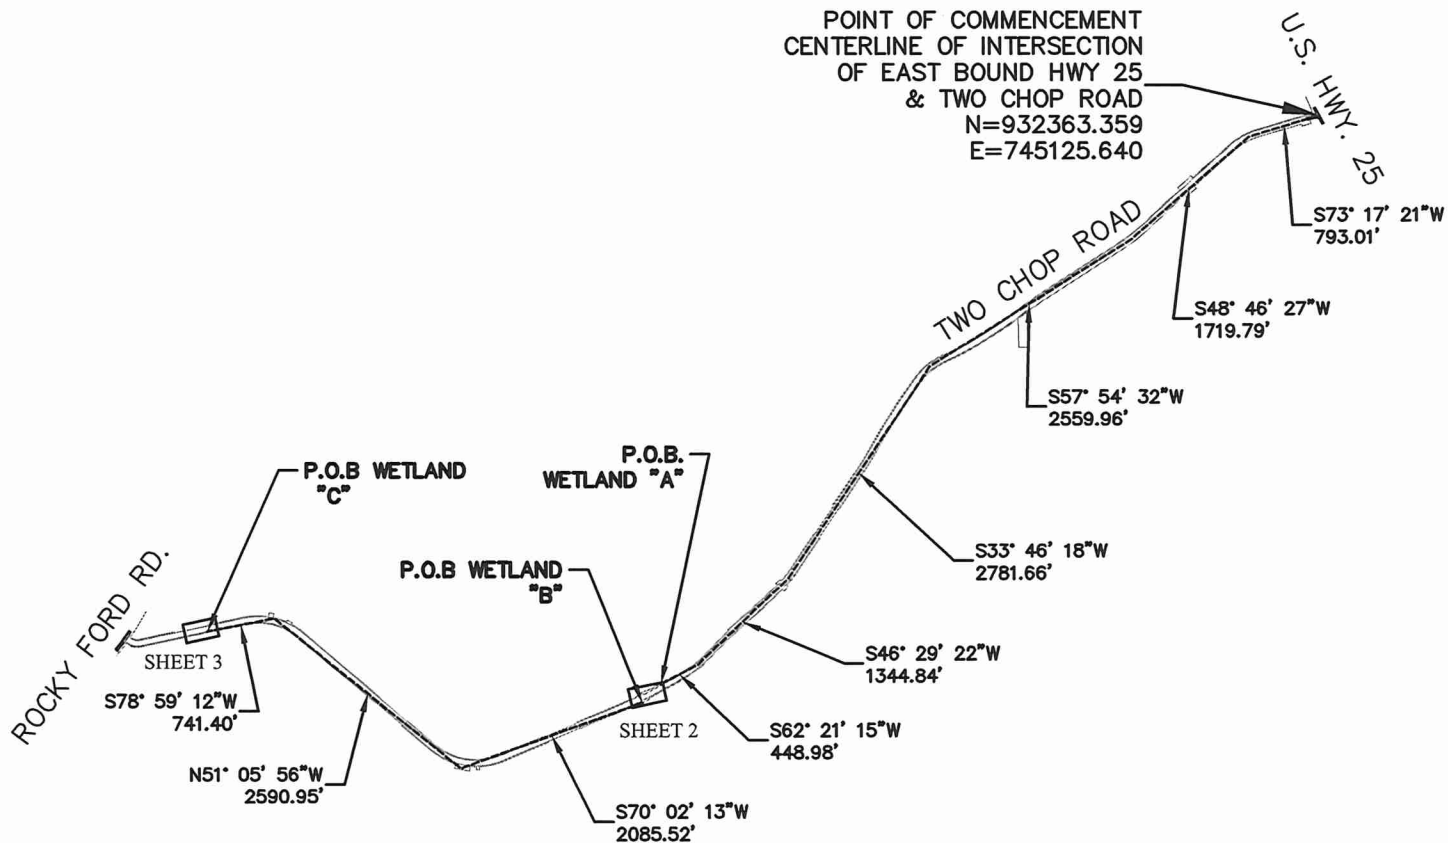 POINT OF COMMENCEMENT
CENTERLINE OF INTERSECTION
OF EAST BOUND HWY 25
& TWO CHOP ROAD
N=932363.359
E=745125.640
U.S. HWY. 25
S73° 17' 21"W
793.01'
TWO CHOP ROAD
S48° 46' 27"W
1719.79'
S57° 54' 32"W
2559.96'
P.O.B WETLAND
"C"
P.O.B.
WETLAND "A"
S33° 46' 18"W
2781.66'
P.O.B WETLAND
"B"
ROCKY FORD RD.
SHEET 3
S46° 29' 22"W
1344.84'
S78° 59' 12"W
741.40'
SHEET 2
S62° 21' 15"W
448.98'
N51° 05' 56"W
2590.95'
S70° 02' 13"W
2085.52'